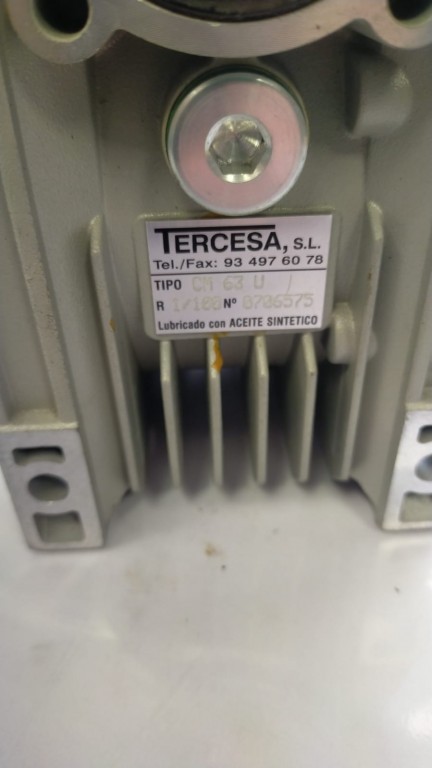 TERCESA, S.L.
Tel./Fax: 93 497 60 78
TIPO CM 63 U
R 1/100 Nº 0706575
Lubricado con ACEITE SINTETICO